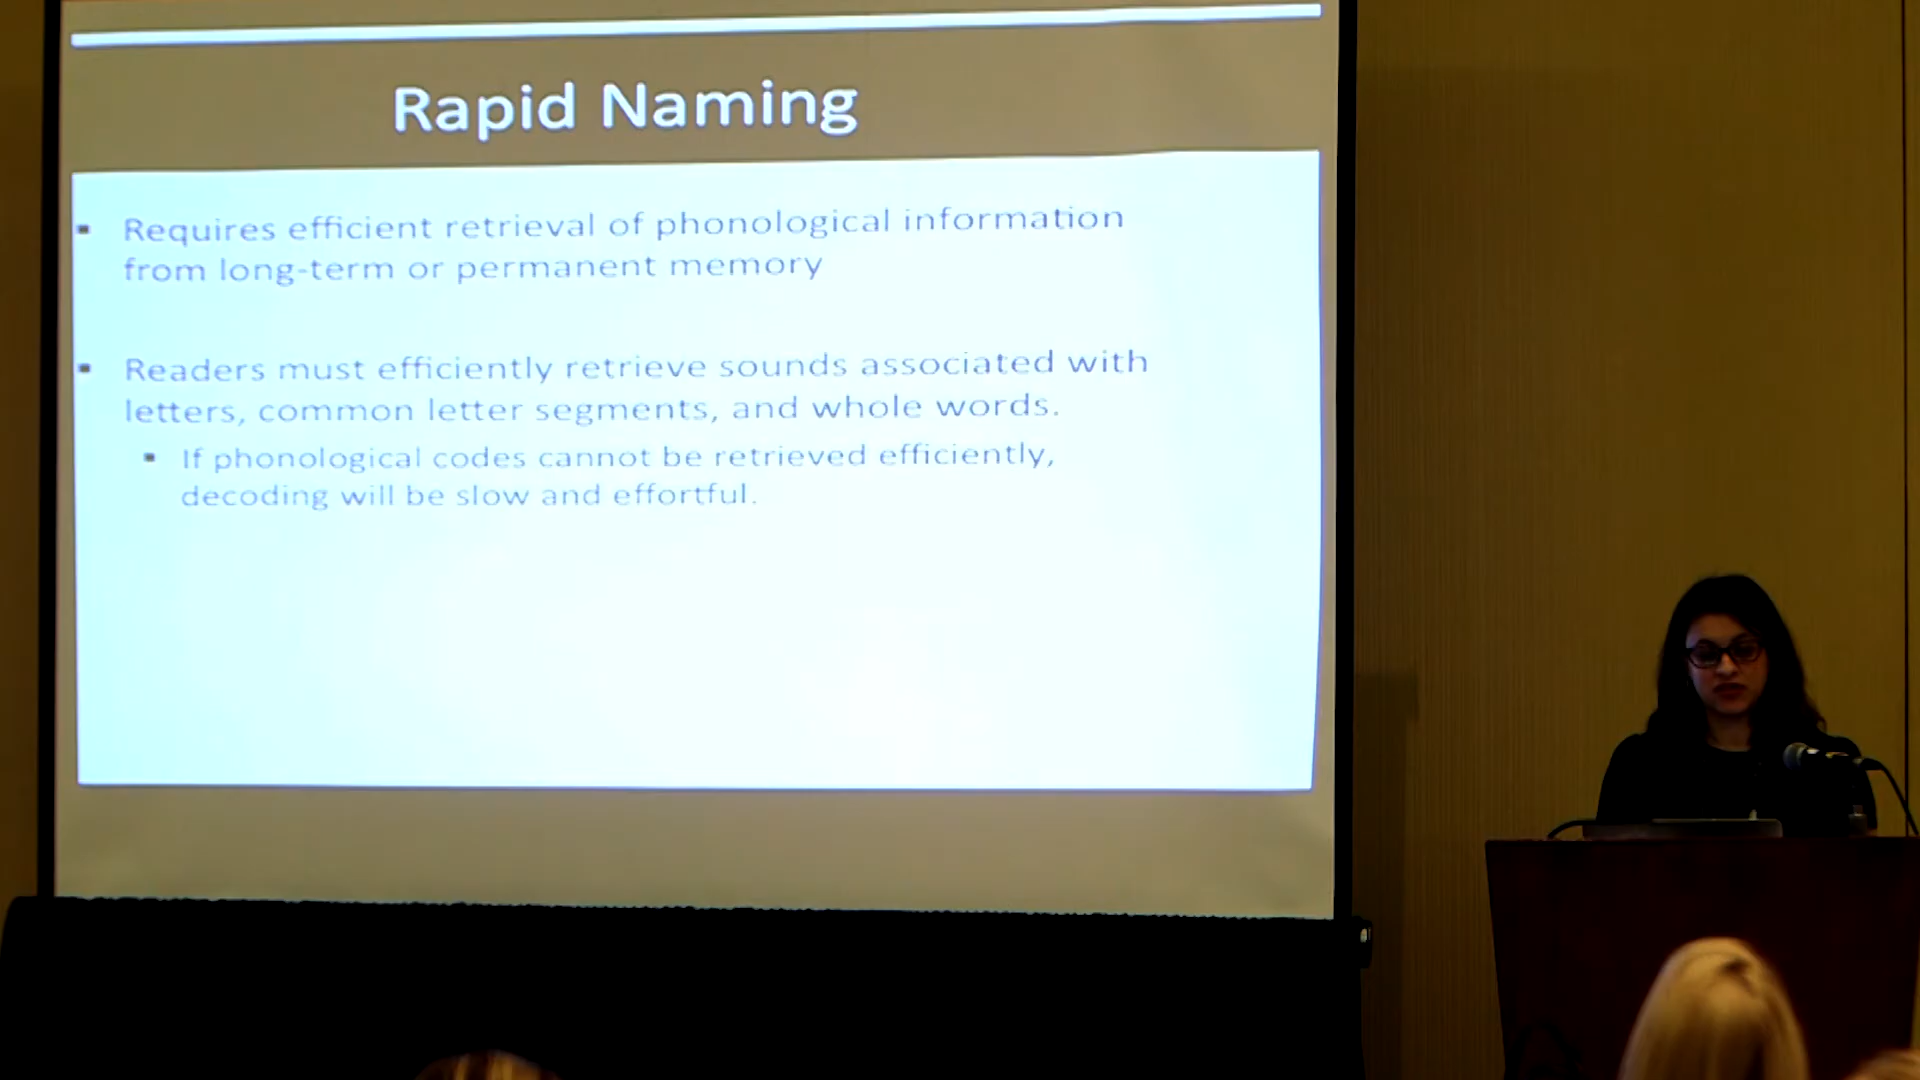 Rapid Naming
▪ Requires efficient retrieval of phonological information
from long-term or permanent memory
▪ Readers must efficiently retrieve sounds associated with
letters, common letter segments, and whole words.
▪ If phonological codes cannot be retrieved efficiently,
decoding will be slow and effortful.